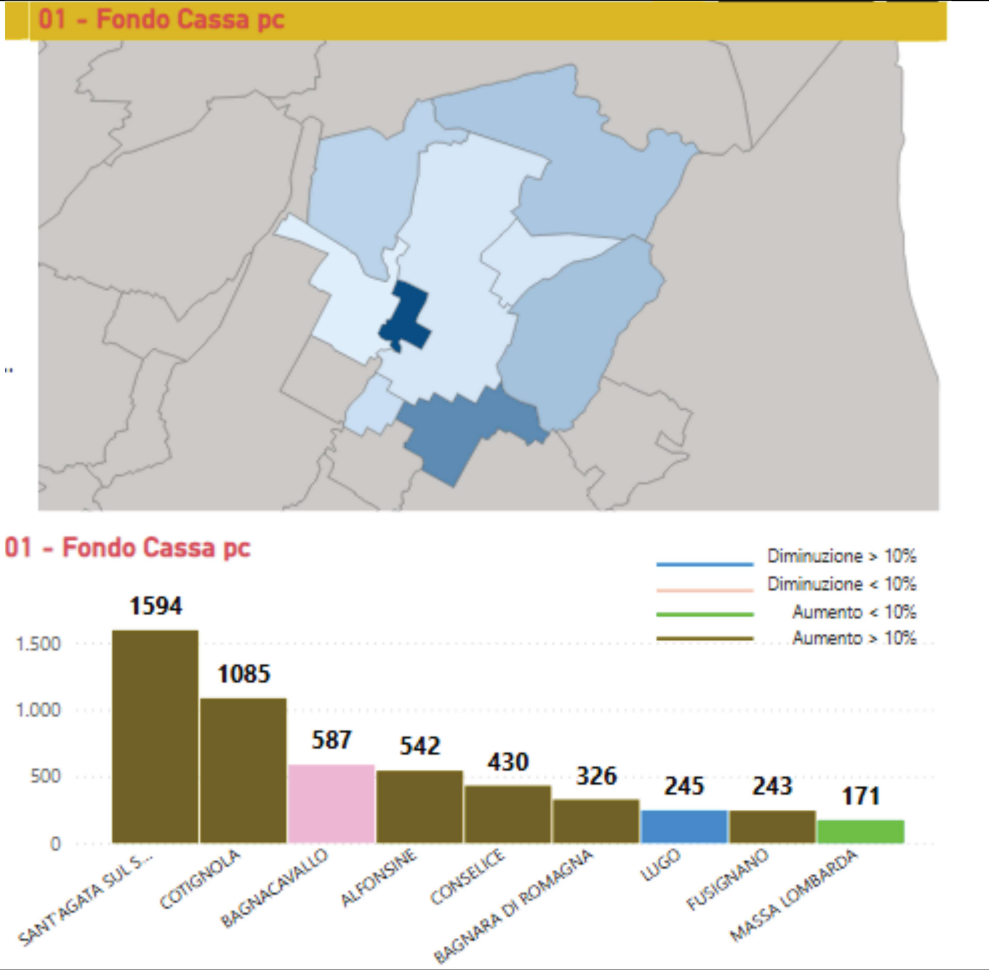 01 - Fondo Cassa pc
..
01 - Fondo Cassa pc
Diminuzione > 10%
Diminuzione < 10%
Aumento < 10%
Aumento > 10%
1594
1.500
1085
1.000
587
542
500
430
326
245
243
171
0
SANT'AGATA SUL S...
COTIGNOLA
BAGNACAVALLO
ALFONSINE
CONSELICE
BAGNARA DI ROMAGNA
LUGO
FUSIGNANO
MASSA LOMBARDA